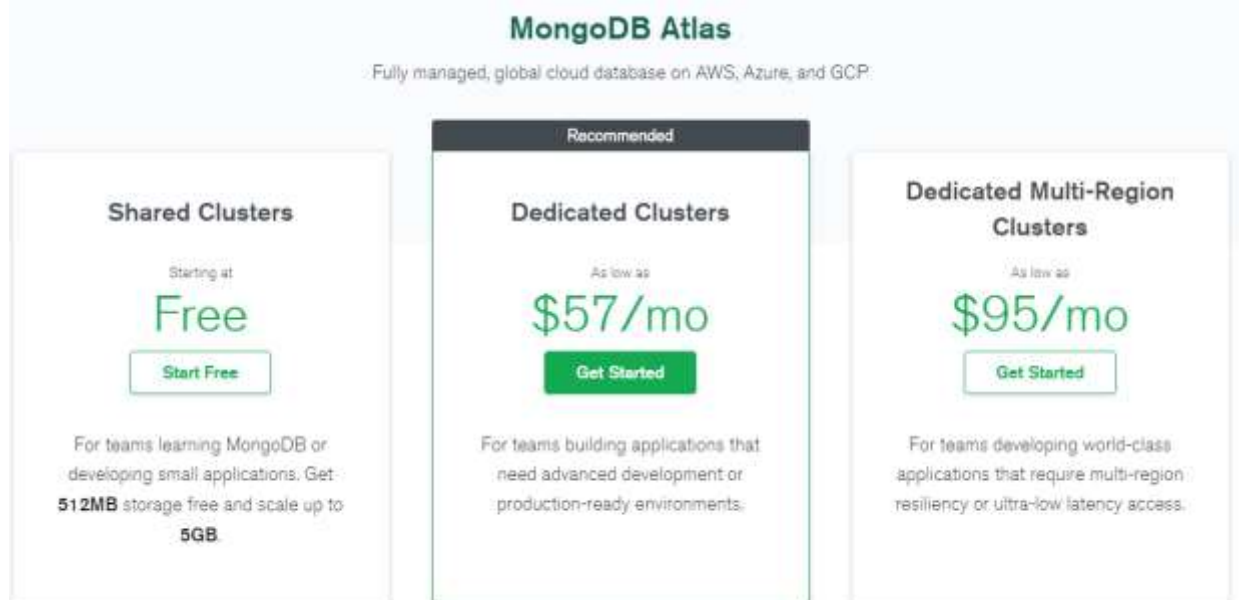 MongoDB Atlas
Fully managed, global cloud database on AWS, Azure, and GCP
Shared Clusters
Starting at
Free
Start Free
For teams learning MongoDB or
developing small applications. Get
512MB storage free and scale up to
5GB.
Recommended
Dedicated Clusters
As low as
$57/mo
Get Started
For teams building applications that
need advanced development or
production-ready environments.
Dedicated Multi-Region
Clusters
As low as
$95/mo
Get Started
For teams developing world-class
applications that require multi-region
resiliency or ultra-low latency access.